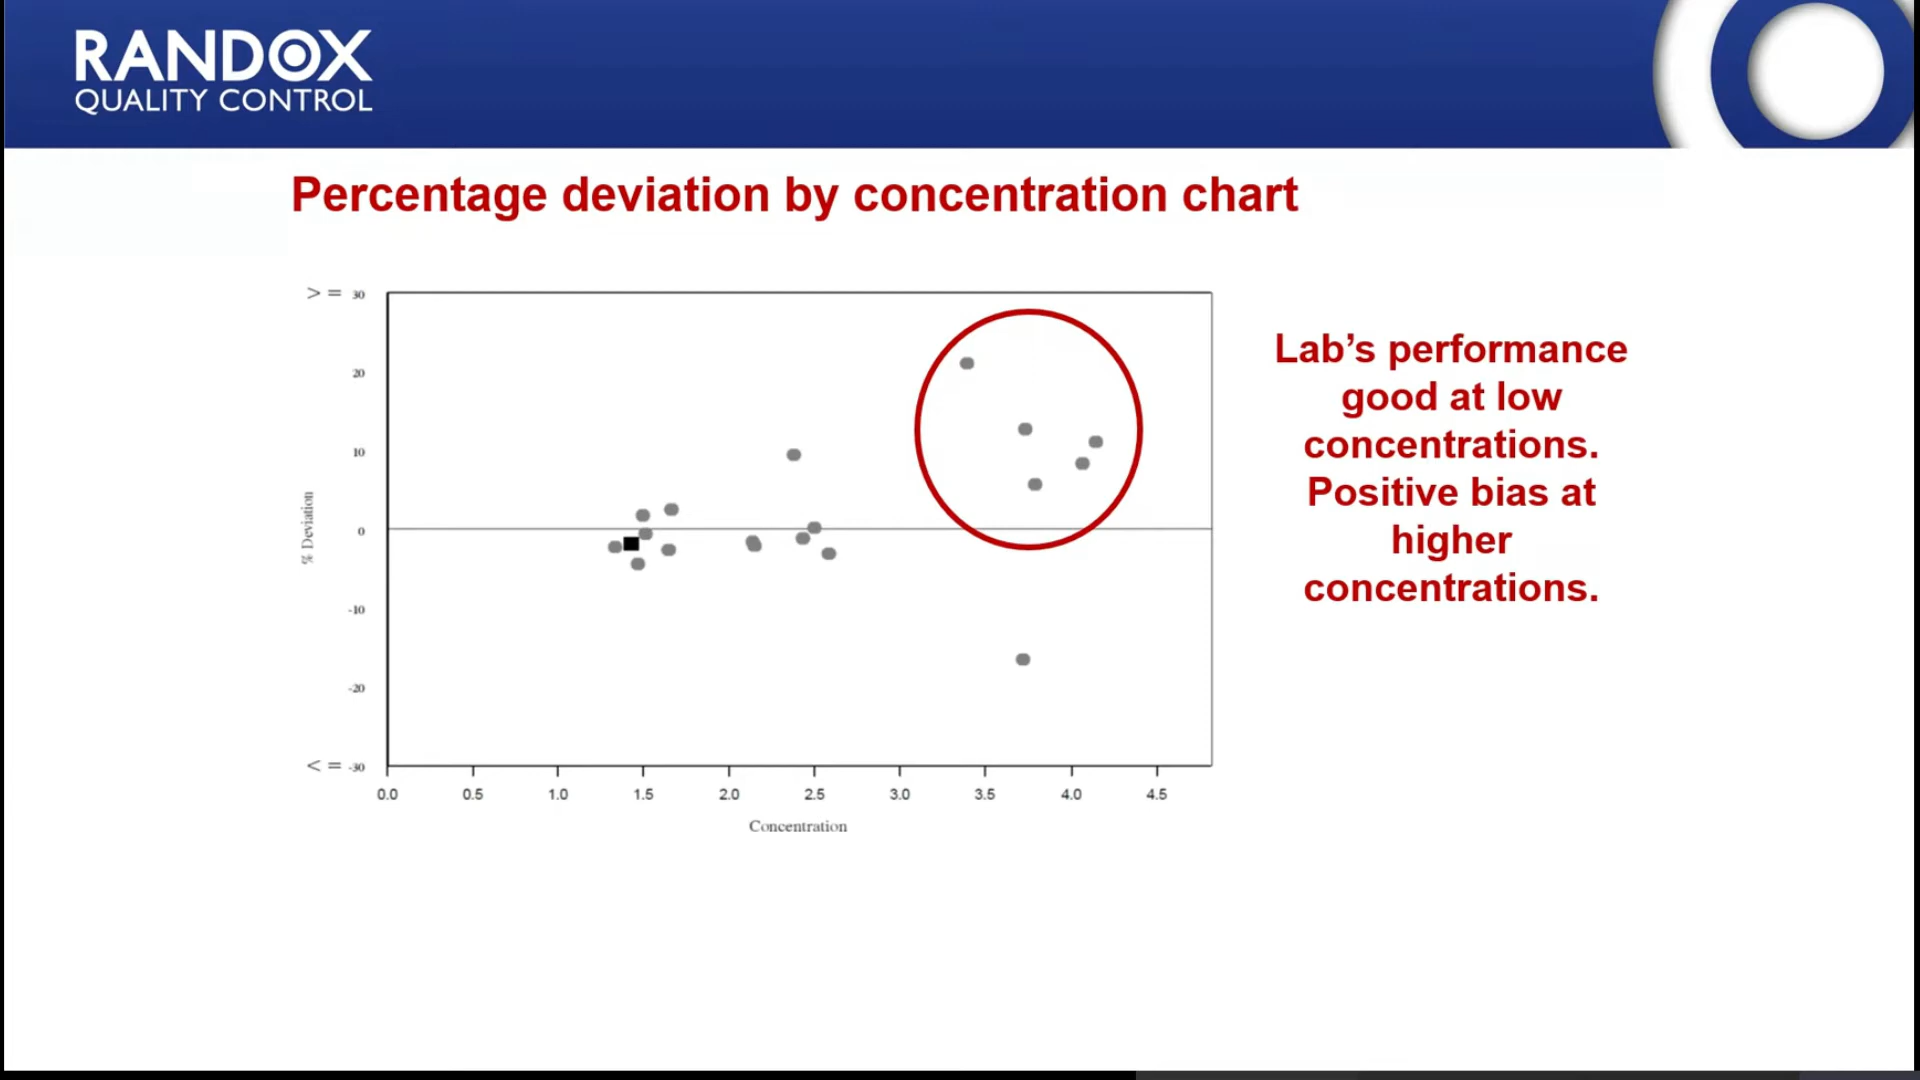 RANDOX
QUALITY CONTROL
Percentage deviation by concentration chart
> = 30
20
10
0
-10
-20
< = -30
% Deviation
0.0 0.5 1.0 1.5 2.0 2.5 3.0 3.5 4.0 4.5
Concentration
Lab’s performance
good at low
concentrations.
Positive bias at
higher
concentrations.